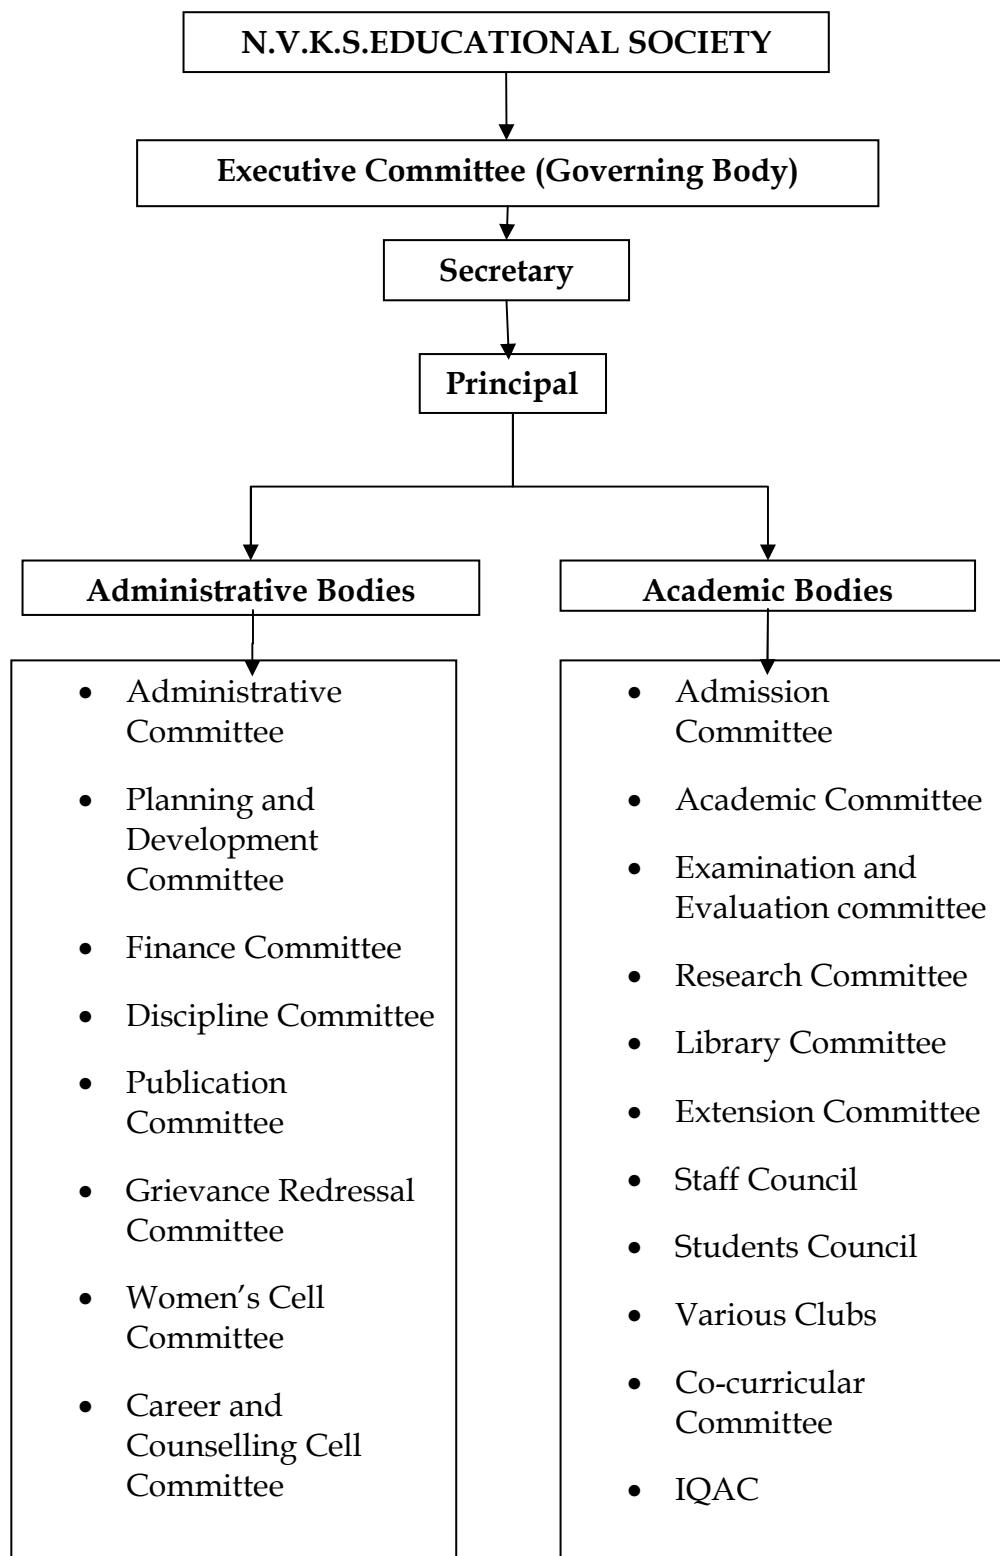 N.V.K.S.EDUCATIONAL SOCIETY
Executive Committee (Governing Body)
Secretary
Principal
Administrative Bodies
Academic Bodies
• Administrative
Committee
• Planning and
Development
Committee
• Finance Committee
• Discipline Committee
• Publication
Committee
• Grievance Redressal
Committee
• Women’s Cell
Committee
• Career and
Counselling Cell
Committee
• Admission
Committee
• Academic Committee
• Examination and
Evaluation committee
• Research Committee
• Library Committee
• Extension Committee
• Staff Council
• Students Council
• Various Clubs
• Co-curricular
Committee
• IQAC